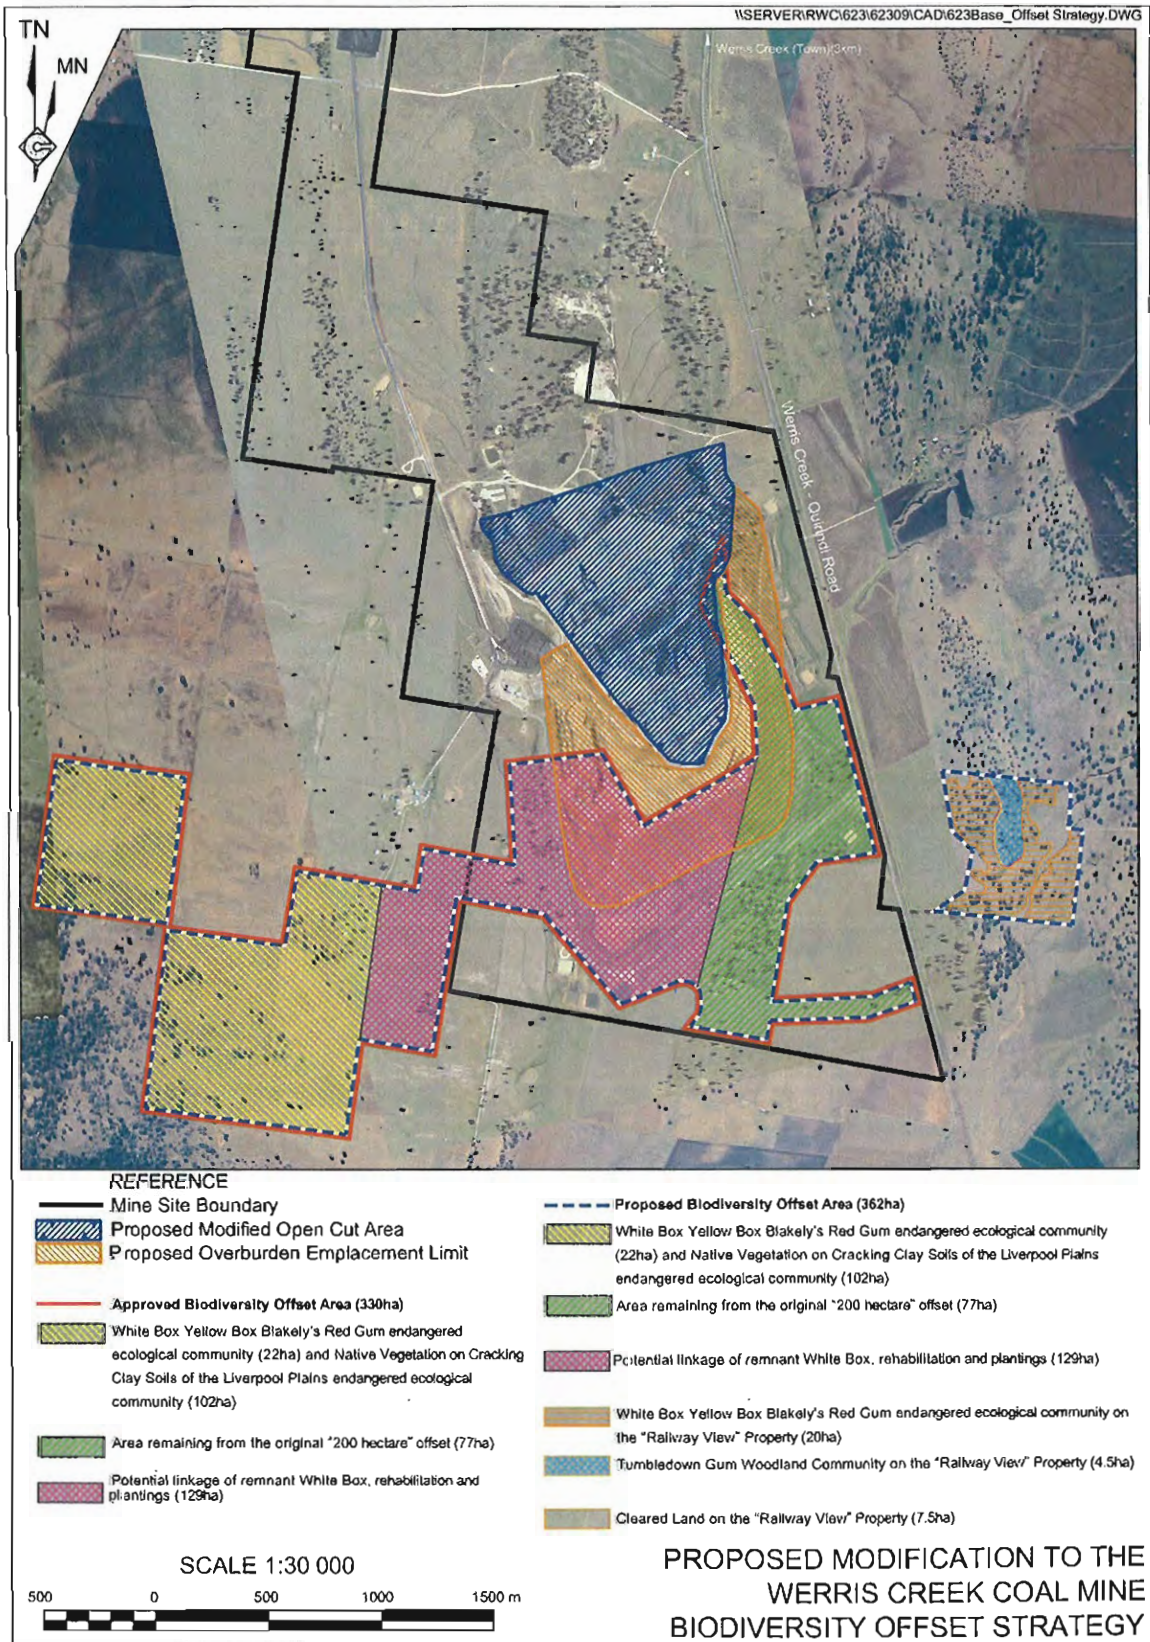 \\SERVER\RWC\623\62309\CAD\623Base_Offset Strategy.DWG
TN
MN
Werris Creek (Town)(3km)
Werris Creek - Quirindi Road
REFERENCE
Mine Site Boundary
Proposed Modified Open Cut Area
Proposed Overburden Emplacement Limit
Approved Biodiversity Offset Area (330ha)
White Box Yellow Box Blakely's Red Gum endangered
ecological community (22ha) and Native Vegetation on Cracking
Clay Soils of the Liverpool Plains endangered ecological
community (102ha)
Area remaining from the original "200 hectare" offset (77ha)
Potential linkage of remnant White Box, rehabilitation and
plantings (129ha)
Proposed Biodiversity Offset Area (362ha)
White Box Yellow Box Blakely's Red Gum endangered ecological community
(22ha) and Native Vegetation on Cracking Clay Soils of the Liverpool Plains
endangered ecological community (102ha)
Area remaining from the original "200 hectare" offset (77ha)
Potential linkage of remnant White Box, rehabilitation and plantings (129ha)
White Box Yellow Box Blakely's Red Gum endangered ecological community on
the "Railway View" Property (20ha)
Tumbledown Gum Woodland Community on the "Railway View" Property (4.5ha)
Cleared Land on the "Railway View" Property (7.5ha)
SCALE 1:30 000
500 0 500 1000 1500 m
PROPOSED MODIFICATION TO THE
WERRIS CREEK COAL MINE
BIODIVERSITY OFFSET STRATEGY